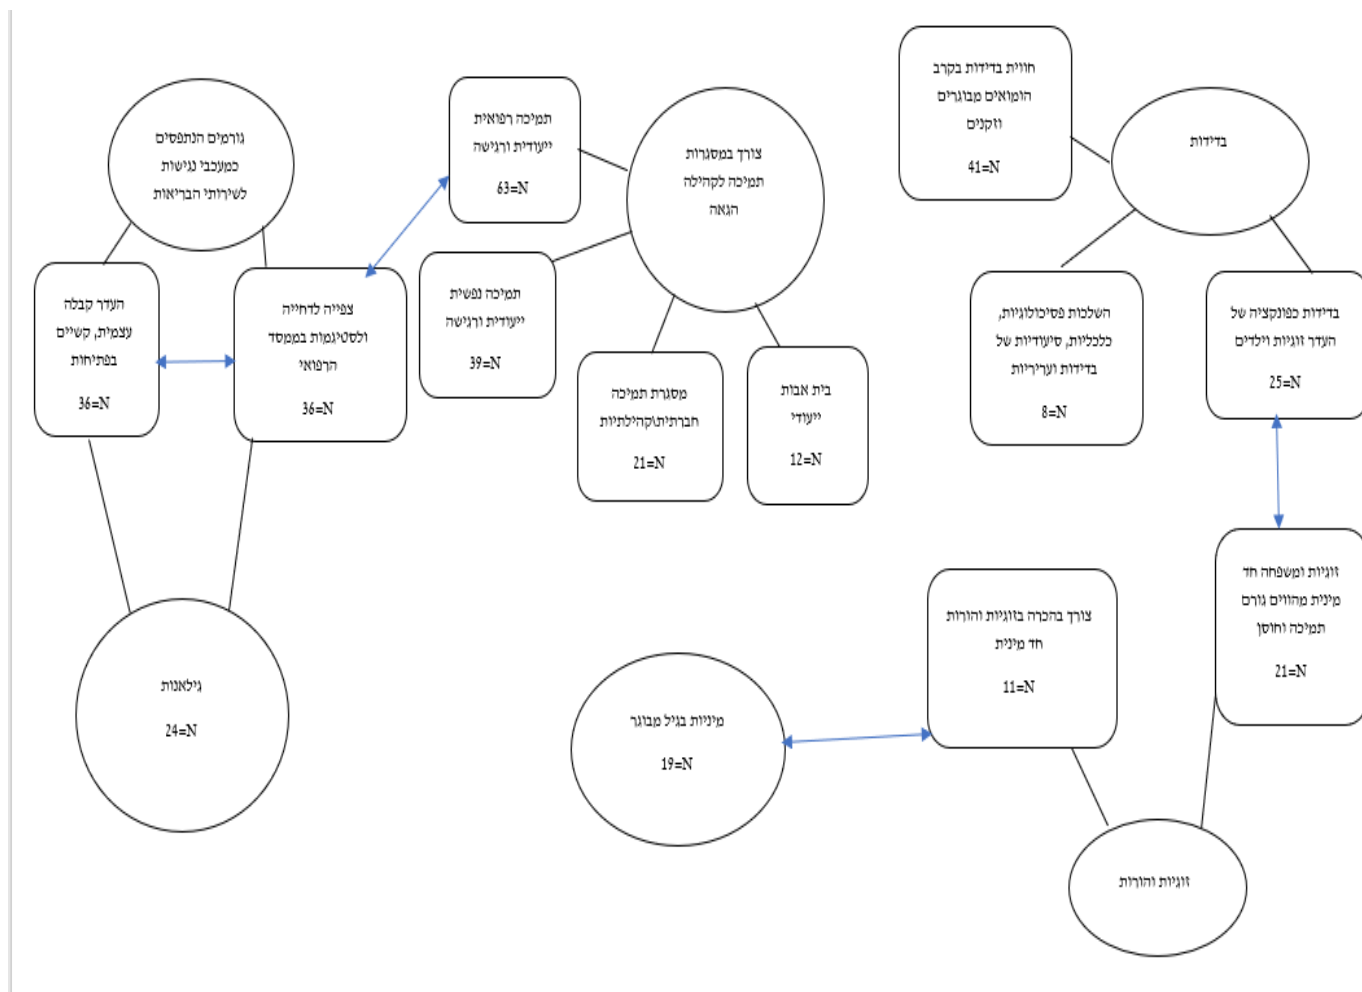 חווית בדידות בקרב
הומואים מבוגרים
וזקנים
41=N
בדידות
השלכות פסיכולוגיות,
כלכליות, סיעודיות של
בדידות ועריריות
8=N
בדידות כפונקציה של
העדר זוגיות וילדים
25=N
צורך במסגרות
תמיכה לקהילה
הגאה
תמיכה רפואית
ייעודית ורגישה
63=N
תמיכה נפשית
ייעודית ורגישה
39=N
מסגרת תמיכה
חברתית\קהילתיות
21=N
בית אבות
ייעודי
12=N
גורמים הנתפסים
כמעכבי נגישות
לשירותי הבריאות
צפייה לדחייה
ולסטיגמות בממסד
הרפואי
36=N
העדר קבלה
עצמית, קשיים
בפתיחות
36=N
זוגיות ומשפחה חד
מינית מהווים גורם
תמיכה וחוסן
21=N
צורך בהכרה בזוגיות והורות
חד מינית
11=N
מיניות בגיל מבוגר
19=N
גילאנות
24=N
זוגיות והורות